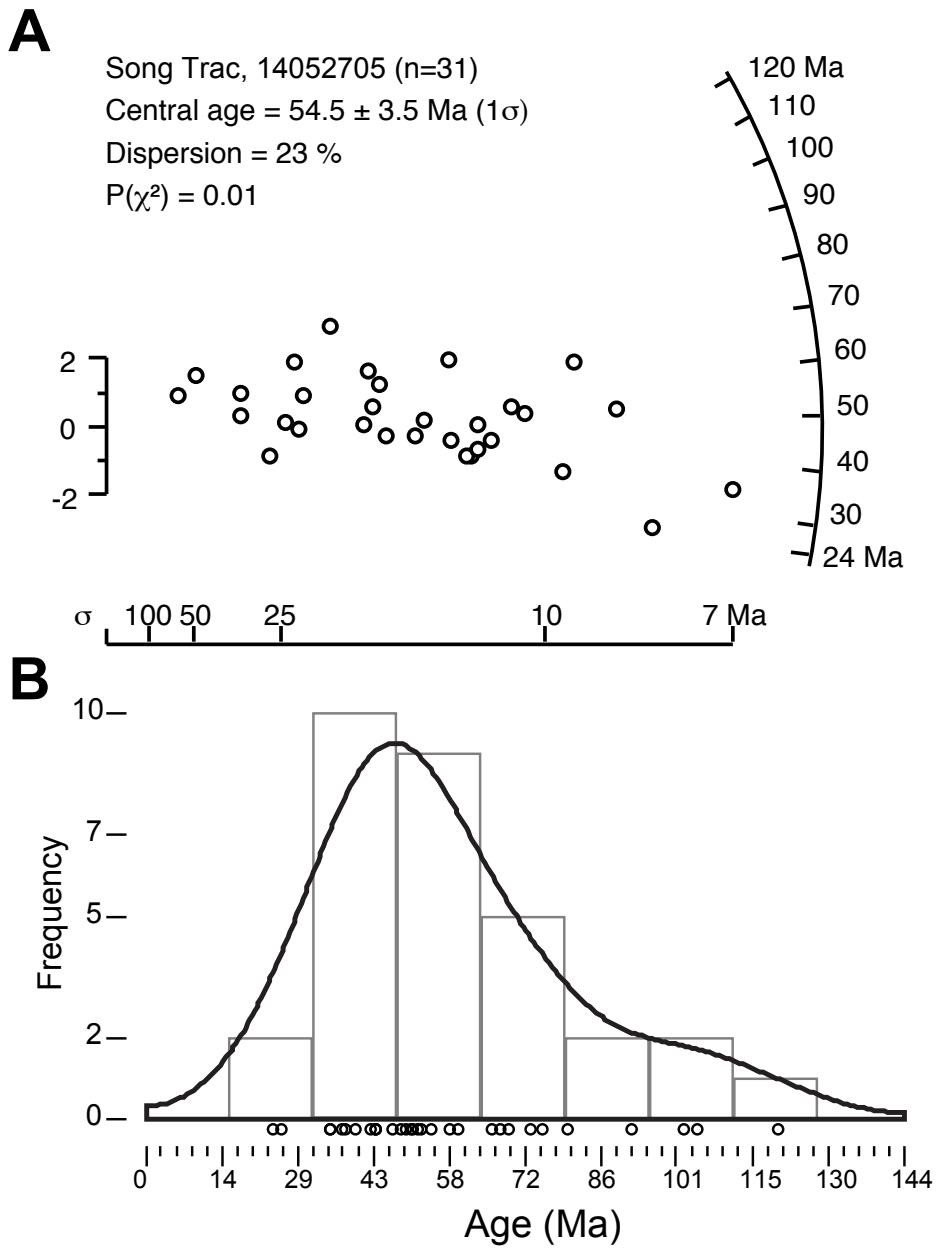 A
Song Trac, 14052705 (n=31)
Central age = 54.5 ± 3.5 Ma (1σ)
Dispersion = 23 %
P(χ²) = 0.01
120 Ma
110
100
90
80
70
60
50
40
30
24 Ma
2
0
-2
σ 100 50 25 10 7 Ma
B
10
7
5
2
0
Frequency
0 14 29 43 58 72 86 101 115 130 144
Age (Ma)